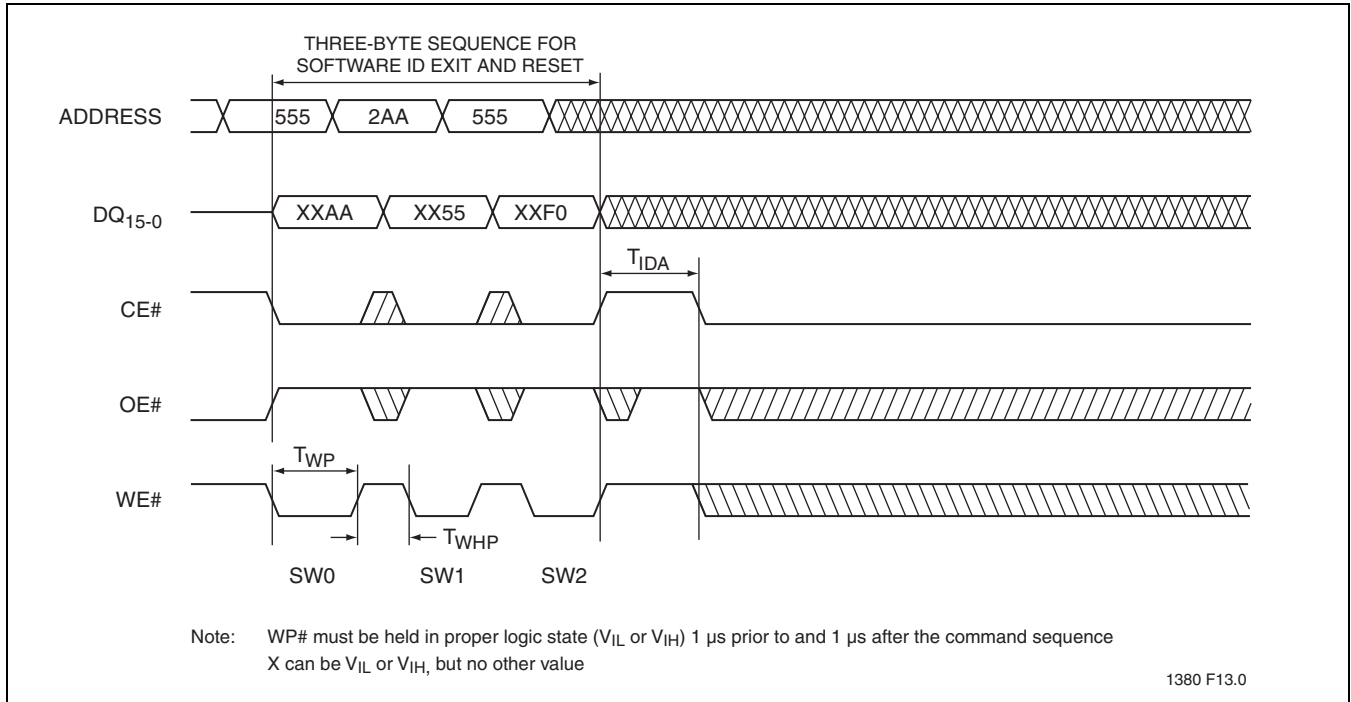 THREE-BYTE SEQUENCE FOR
SOFTWARE ID EXIT AND RESET
ADDRESS 555 2AA 555
DQ15-0 XXAA XX55 XXF0
TIDA
CE#
OE#
TWP
WE#
TWHP
SW0 SW1 SW2
Note: WP# must be held in proper logic state (VIL or VIH) 1 µs prior to and 1 µs after the command sequence
X can be VIL or VIH, but no other value
1380 F13.0